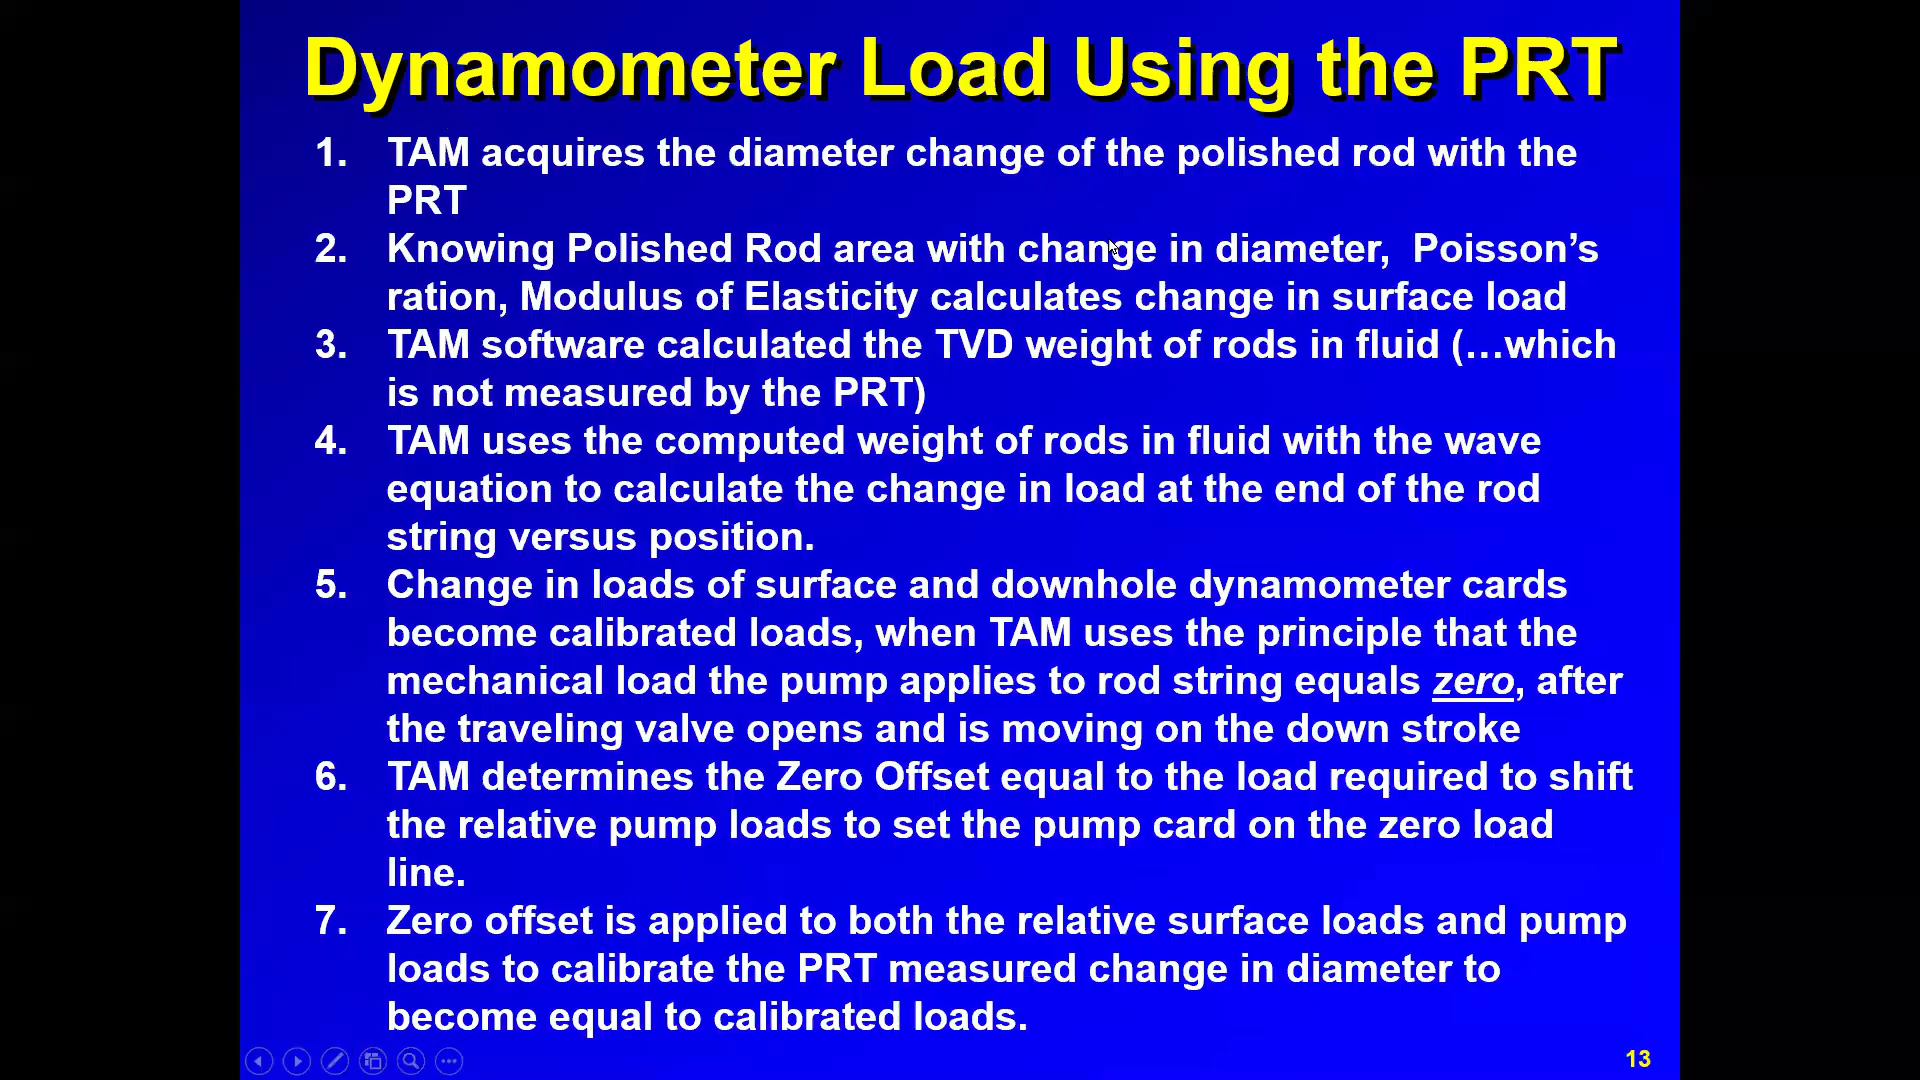 Dynamometer Load Using the PRT
1. TAM acquires the diameter change of the polished rod with the
PRT
2. Knowing Polished Rod area with change in diameter,  Poisson’s
ration, Modulus of Elasticity calculates change in surface load
3. TAM software calculated the TVD weight of rods in fluid (…which
is not measured by the PRT)
4. TAM uses the computed weight of rods in fluid with the wave
equation to calculate the change in load at the end of the rod
string versus position.
5. Change in loads of surface and downhole dynamometer cards
become calibrated loads, when TAM uses the principle that the
mechanical load the pump applies to rod string equals zero, after
the traveling valve opens and is moving on the down stroke
6. TAM determines the Zero Offset equal to the load required to shift
the relative pump loads to set the pump card on the zero load
line.
7. Zero offset is applied to both the relative surface loads and pump
loads to calibrate the PRT measured change in diameter to
become equal to calibrated loads.
13